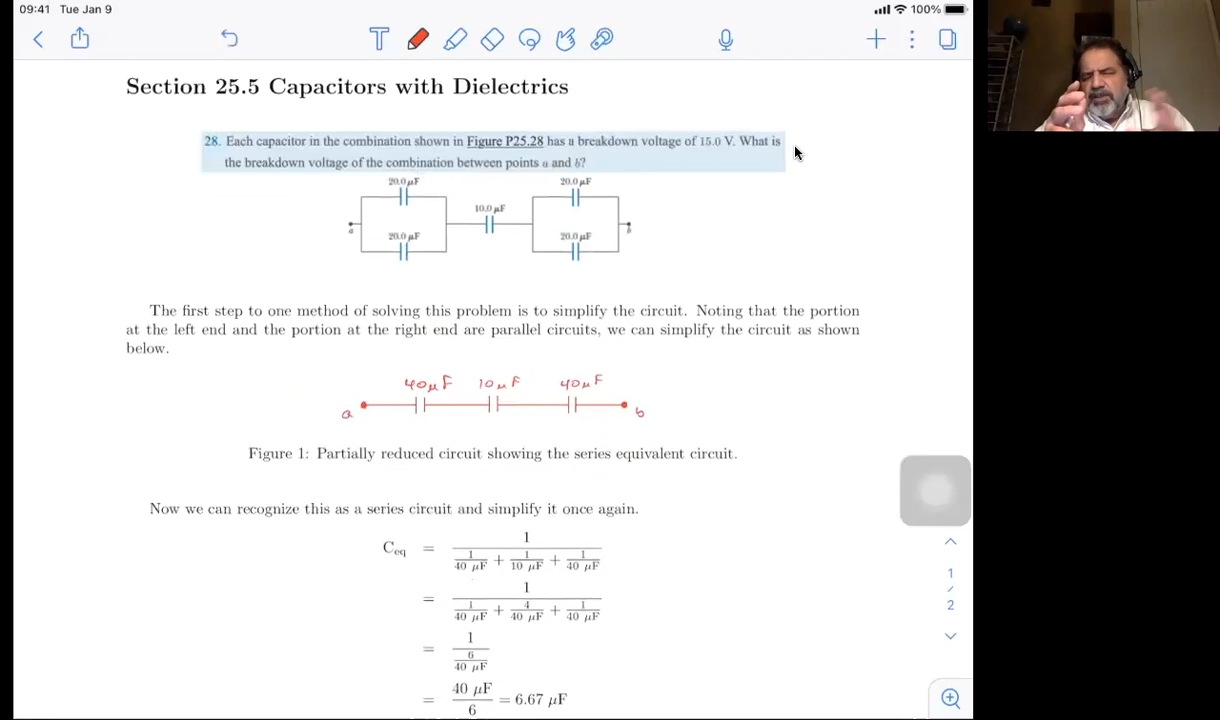 09:41 Tue Jan 9
100%
Section 25.5 Capacitors with Dielectrics
28. Each capacitor in the combination shown in Figure P25.28 has a breakdown voltage of 15.0 V. What is
the breakdown voltage of the combination between points a and b?
20.0 μF 20.0 μF
10.0 μF
a b
20.0 μF 20.0 μF
The first step to one method of solving this problem is to simplify the circuit. Noting that the portion
at the left end and the portion at the right end are parallel circuits, we can simplify the circuit as shown
below.
40μF 10μF 40μF
a b
Figure 1: Partially reduced circuit showing the series equivalent circuit.
Now we can recognize this as a series circuit and simplify it once again.
Ceq = 1 / (1/40 μF + 1/10 μF + 1/40 μF)
= 1 / (1/40 μF + 4/40 μF + 1/40 μF)
= 1 / (6/40 μF)
= 40 μF / 6 = 6.67 μF
1
/
2